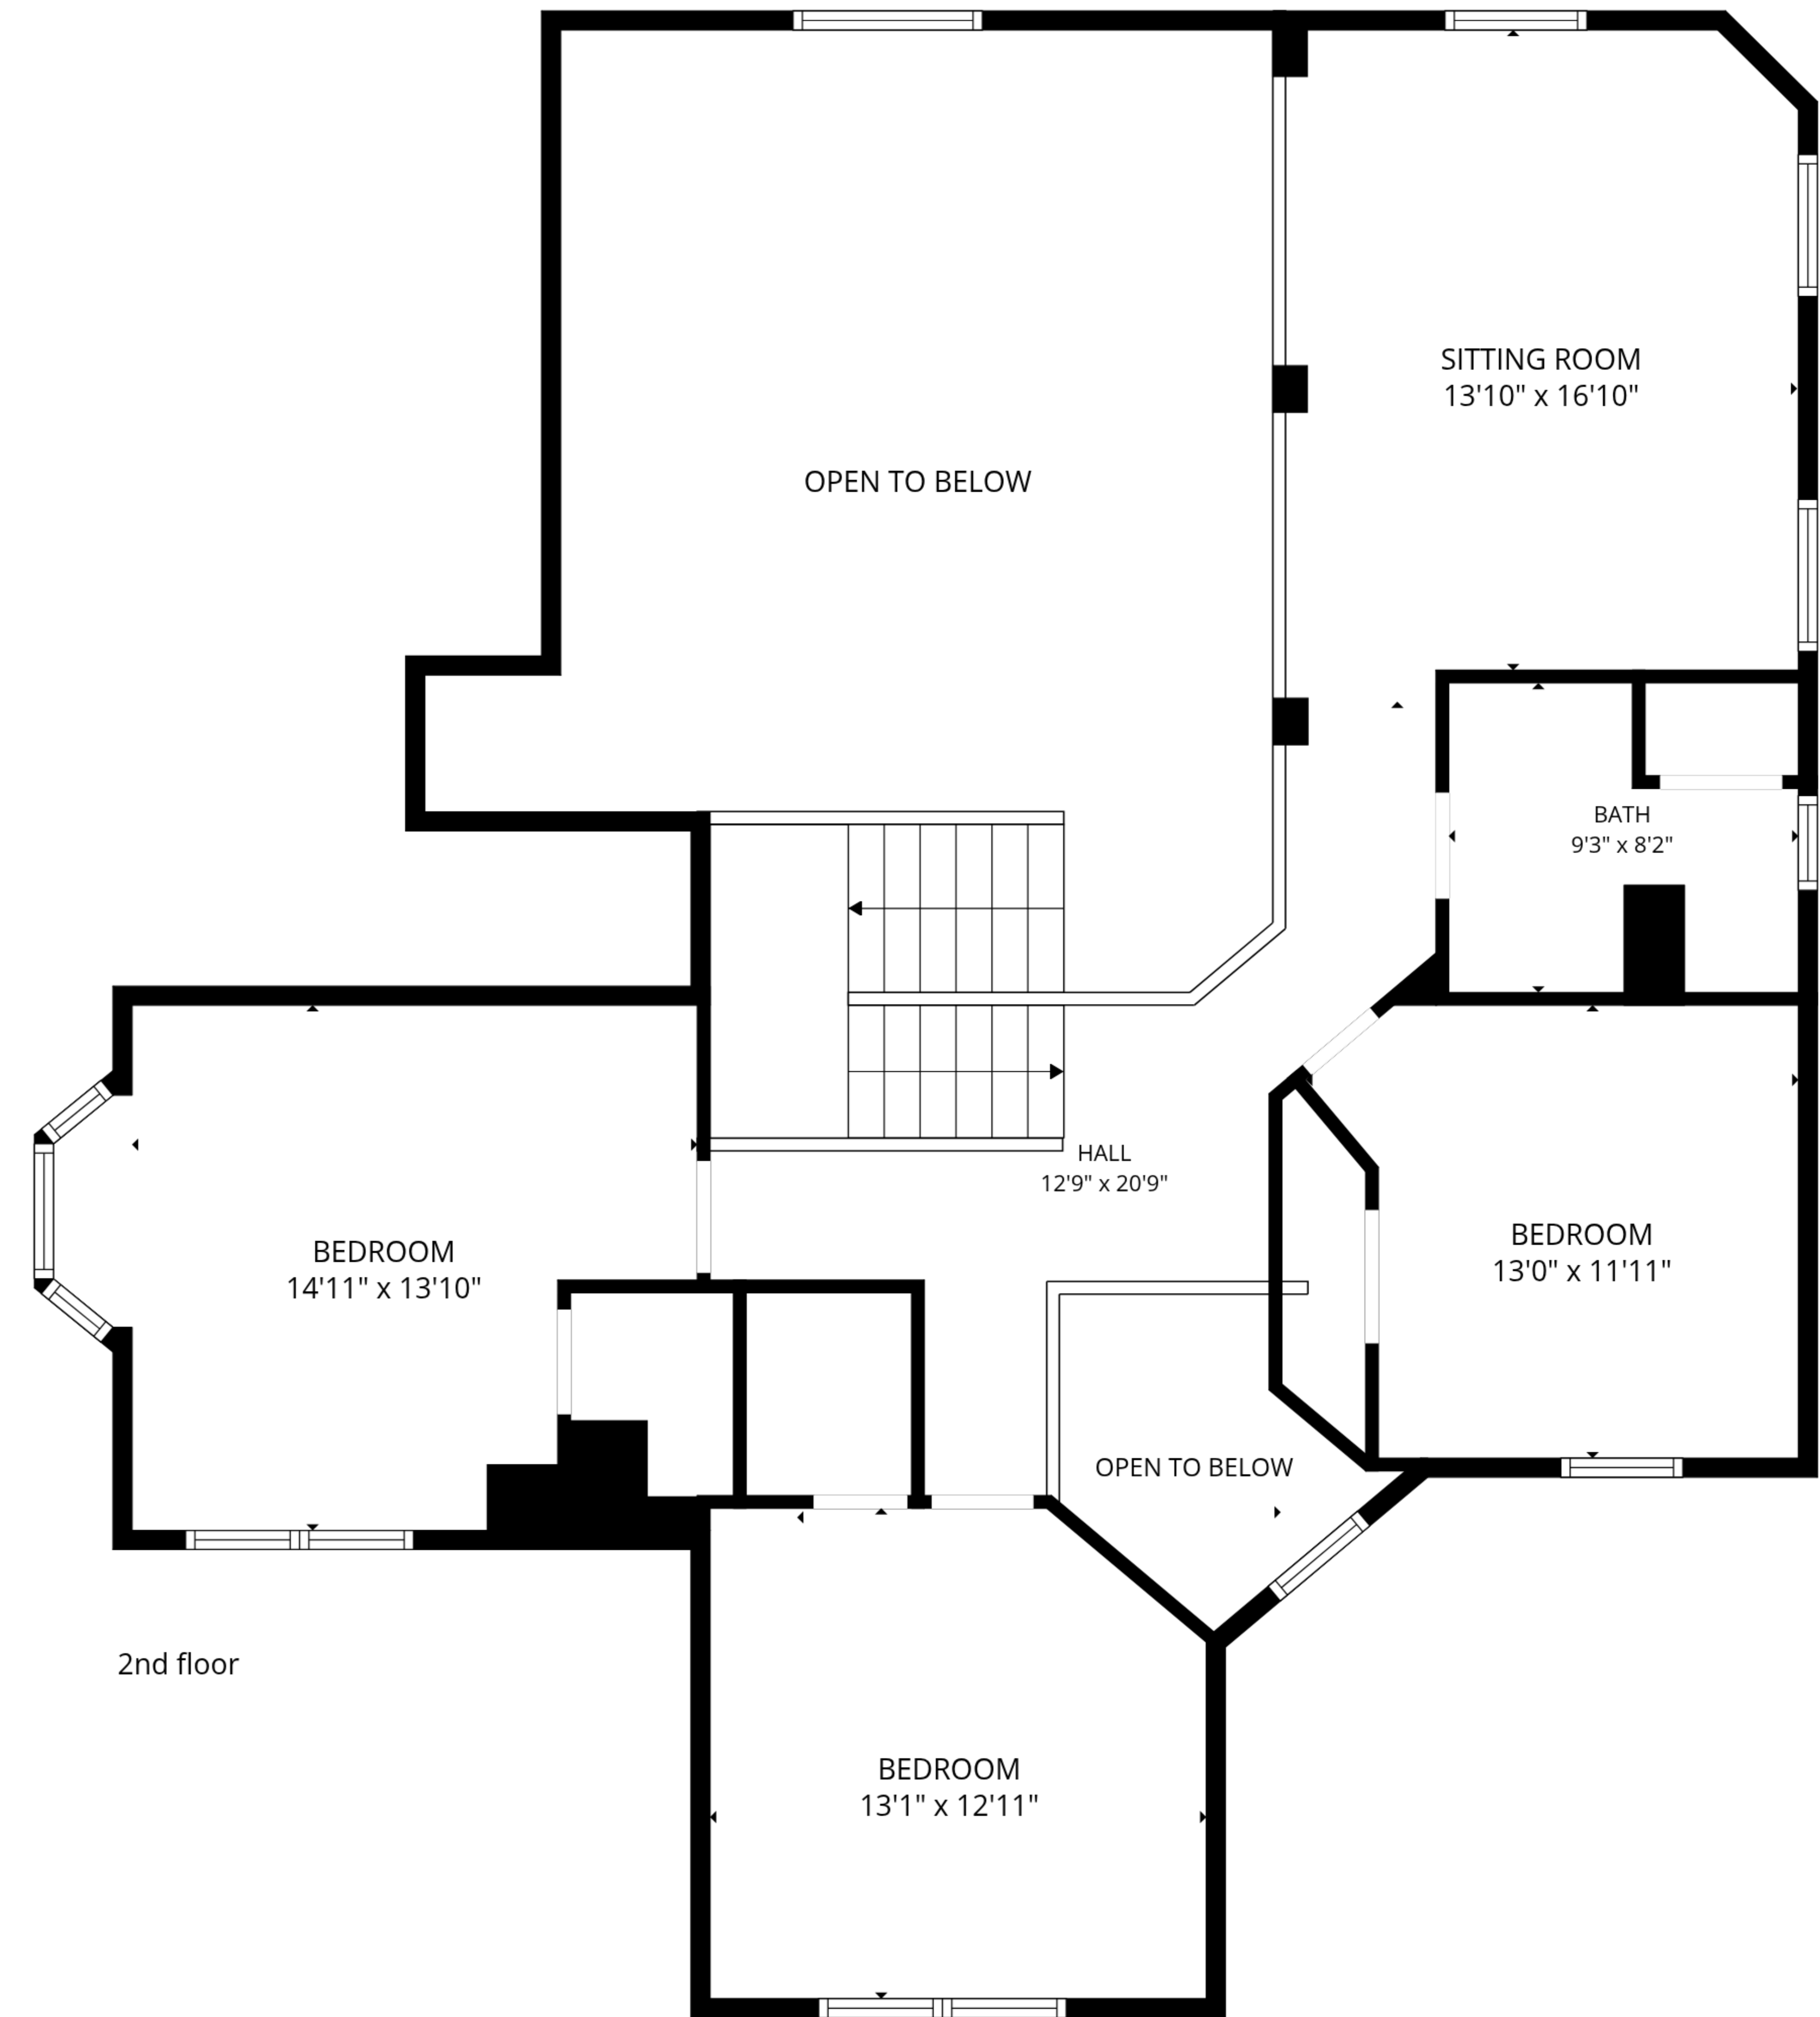 SITTING ROOM
13'10" x 16'10"
OPEN TO BELOW
BATH
9'3" x 8'2"
HALL
12'9" x 20'9"
BEDROOM
14'11" x 13'10"
BEDROOM
13'0" x 11'11"
OPEN TO BELOW
2nd floor
BEDROOM
13'1" x 12'11"